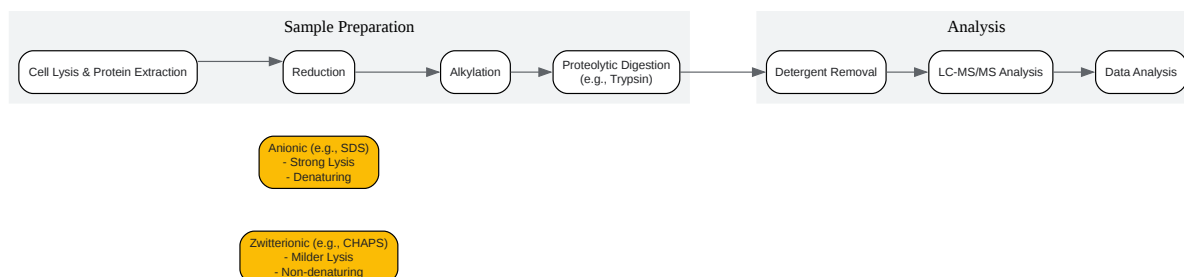 Sample Preparation
Analysis
Cell Lysis & Protein Extraction
Reduction
Alkylation
Proteolytic Digestion
(e.g., Trypsin)
Detergent Removal
LC-MS/MS Analysis
Data Analysis
Anionic (e.g., SDS)
- Strong Lysis
- Denaturing
Zwitterionic (e.g., CHAPS)
- Milder Lysis
- Non-denaturing